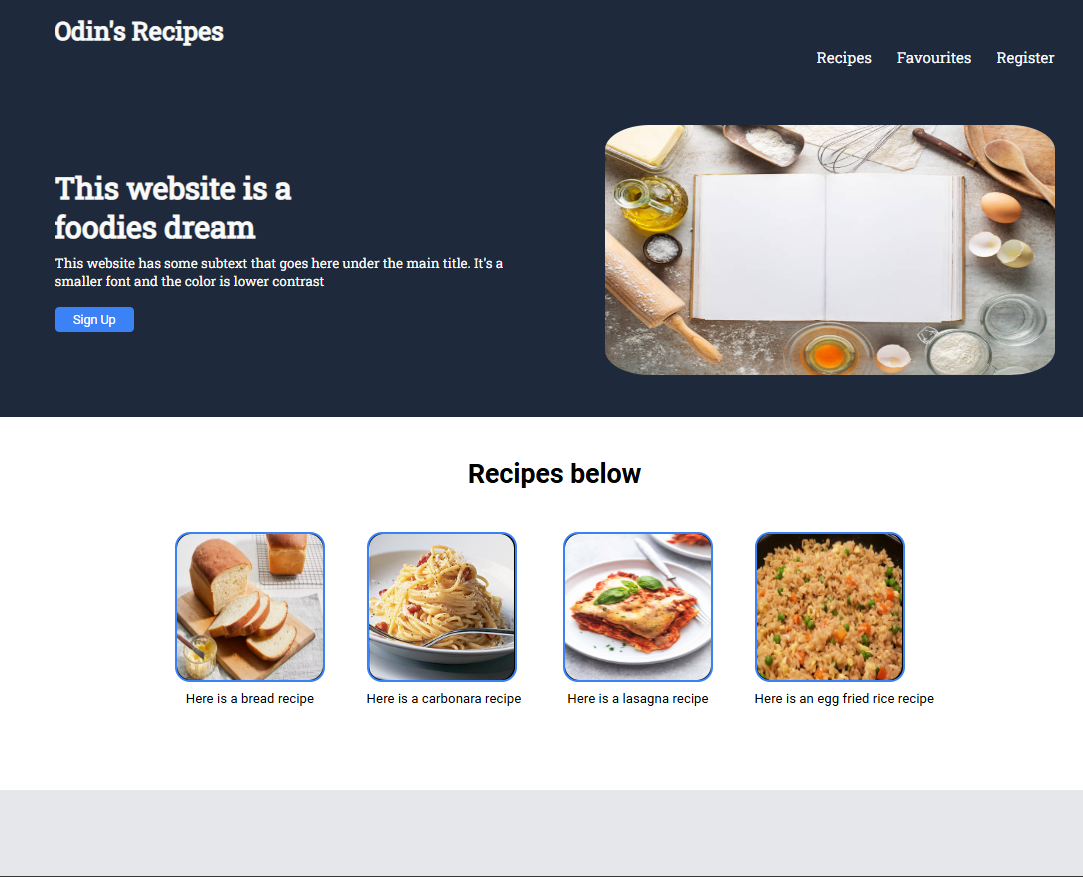 Odin's Recipes
Recipes Favourites Register
This website is a
foodies dream
This website has some subtext that goes here under the main title. It's a
smaller font and the color is lower contrast
Sign Up
Recipes below
Here is a bread recipe
Here is a carbonara recipe
Here is a lasagna recipe
Here is an egg fried rice recipe